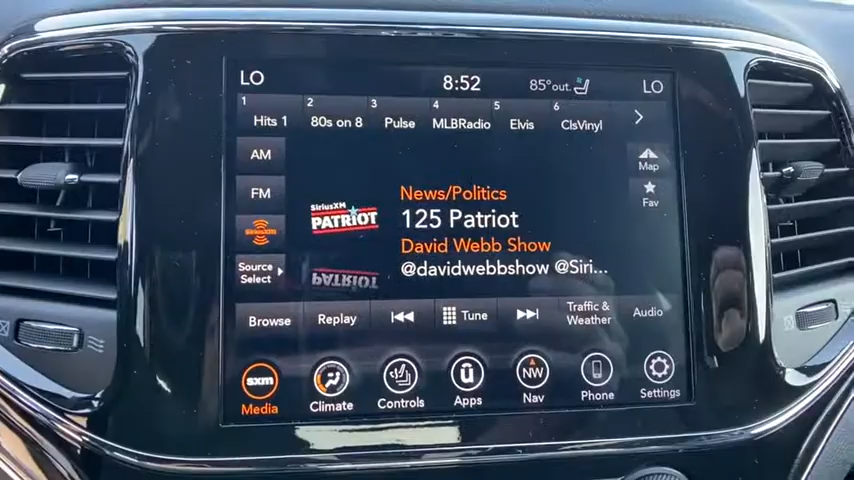 LO
8:52
85°out.
LO
1 2 3 4 5 6
Hits 1 80s on 8 Pulse MLBRadio Elvis ClsVinyl
AM
FM
SiriusXM
Source
Select
SiriusXM
PATRIOT
News/Politics
125 Patriot
David Webb Show
@davidwebbshow @Siri...
Map
Fav
PATRIOT
Browse Replay Tune Traffic &
Weather Audio
sxm
Media
Climate
Controls
U
Apps
NW
Nav
Phone
Settings